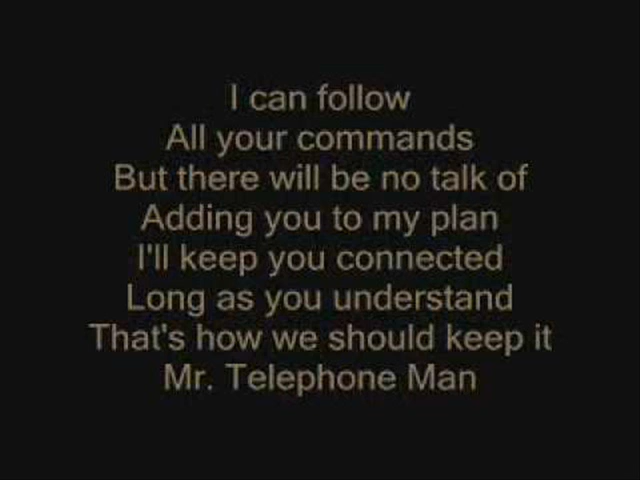 I can follow
All your commands
But there will be no talk of
Adding you to my plan
I'll keep you connected
Long as you understand
That's how we should keep it
Mr. Telephone Man